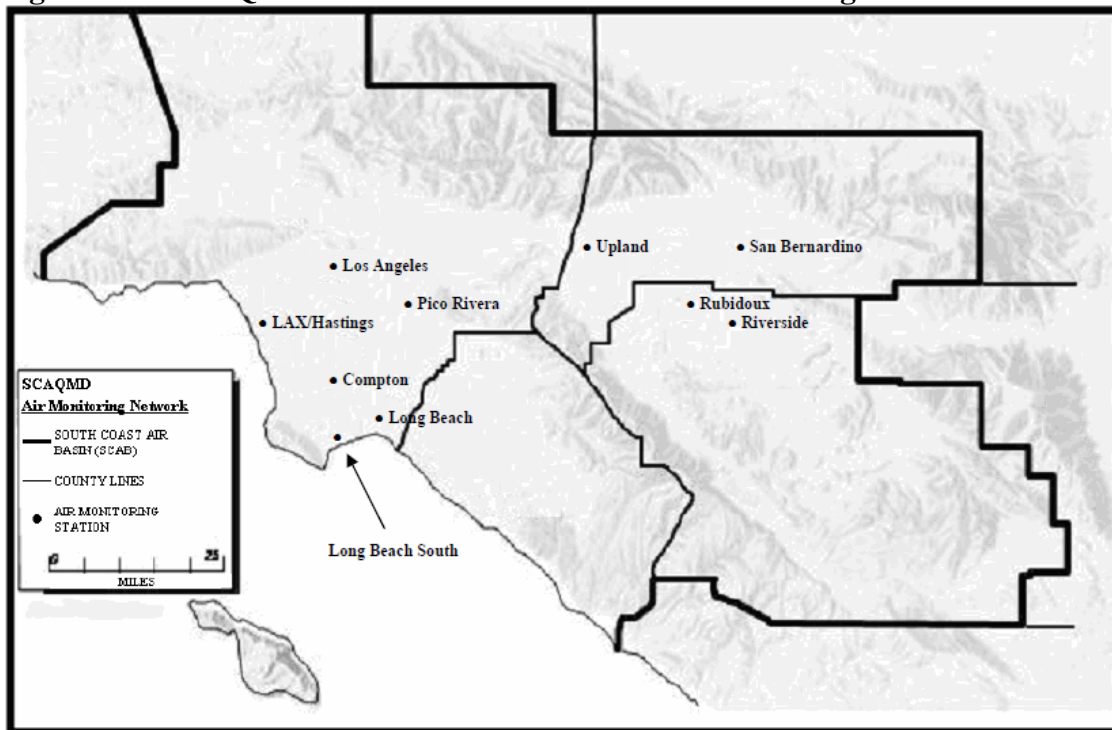 Upland
San Bernardino
Los Angeles
Pico Rivera
Rubidoux
LAX/Hastings
Riverside
Compton
Long Beach
Long Beach South
SCAQMD
Air Monitoring Network
SOUTH COAST AIR
BASIN (SCAB)
COUNTY LINES
AIR MONITORING
STATION
0 25
MILES